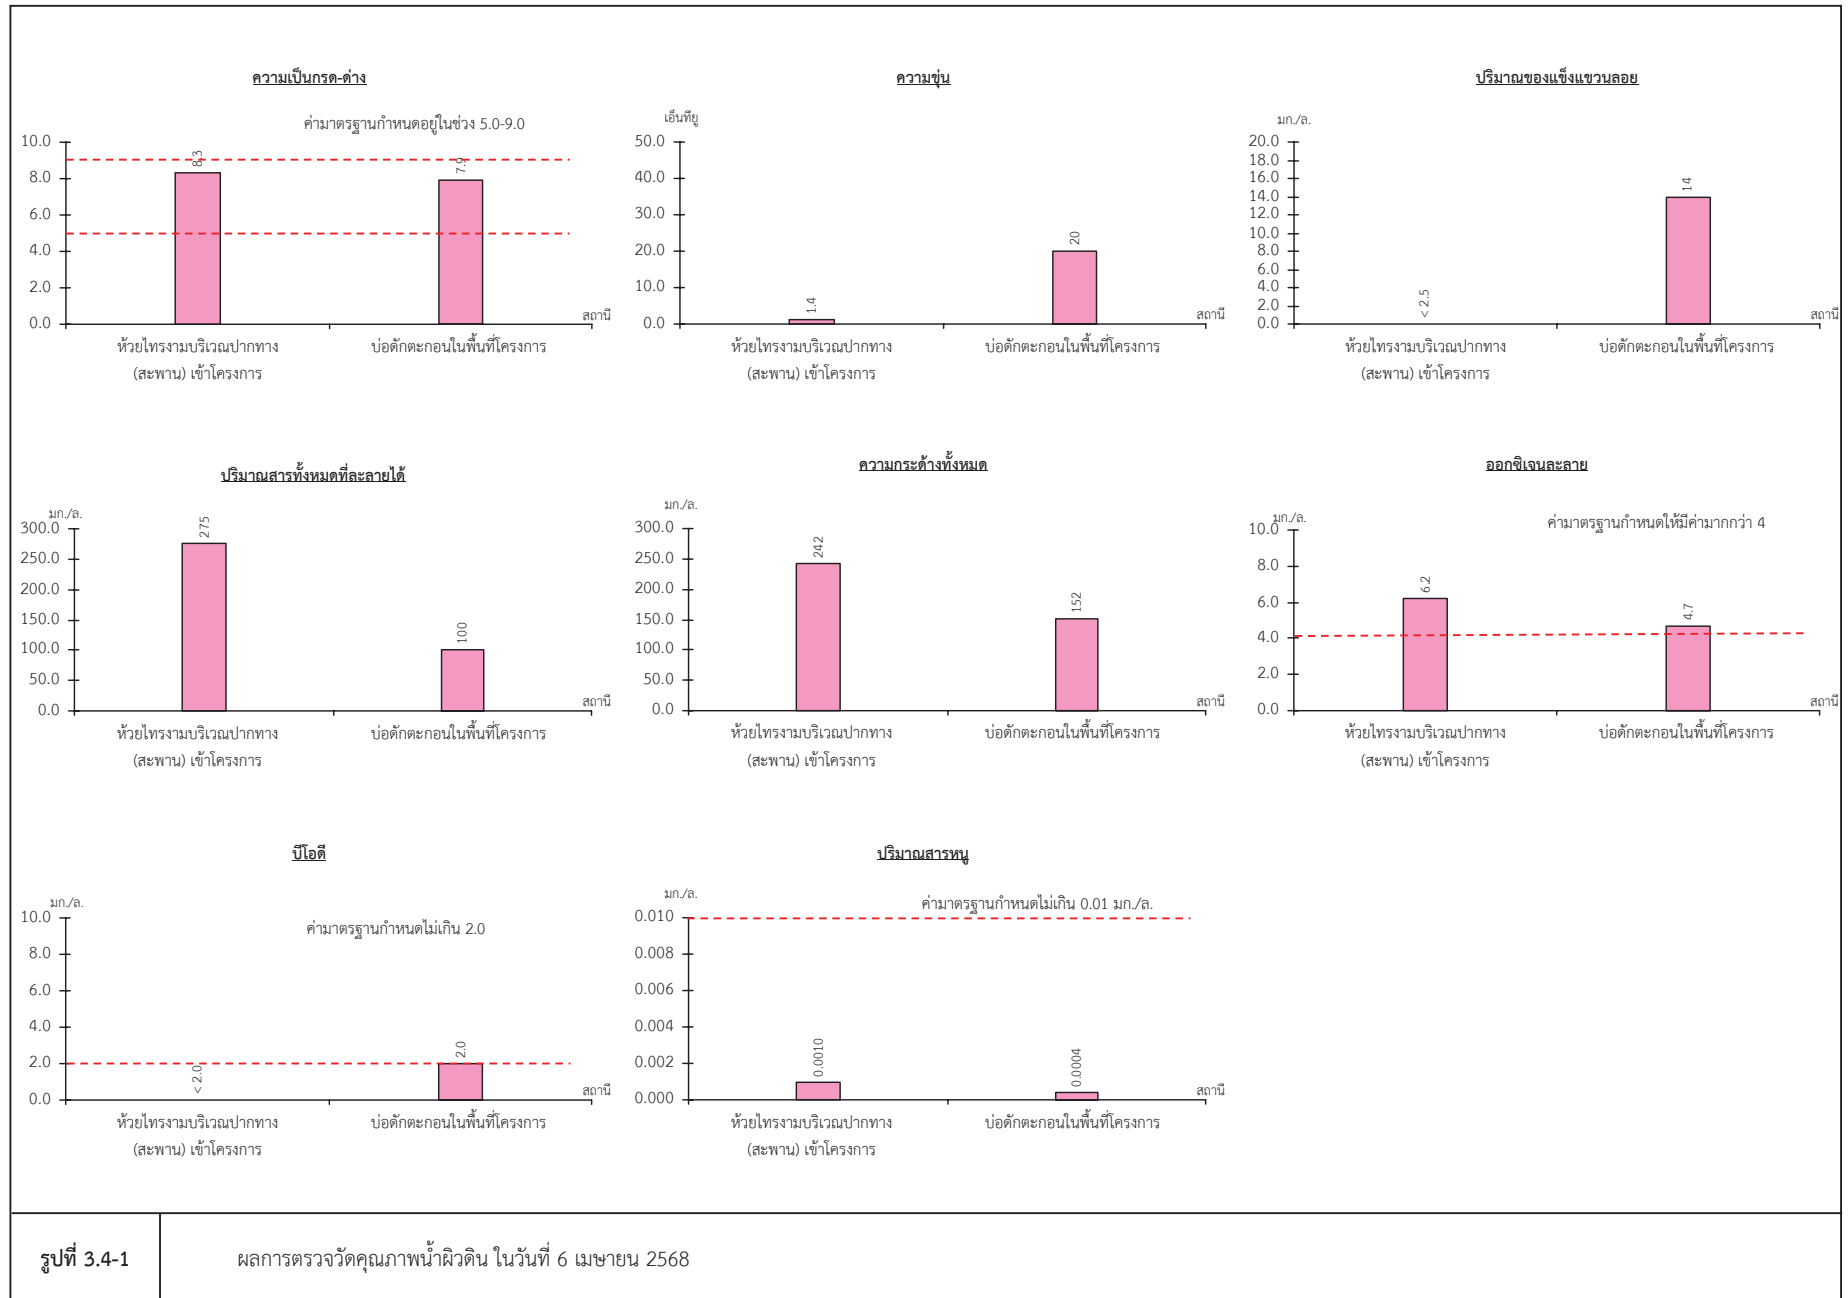 ความเป็นกรด-ด่าง
ค่ามาตรฐานกำหนดอยู่ในช่วง 5.0-9.0
10.0
8.0
6.0
4.0
2.0
0.0
8.3
7.9
สถานี
ห้วยไทรงามบริเวณปากทาง
(สะพาน) เข้าโครงการ
บ่อดักตะกอนในพื้นที่โครงการ
ความขุ่น
เอ็นทียู
50.0
40.0
30.0
20.0
10.0
0.0
1.4
20
สถานี
ห้วยไทรงามบริเวณปากทาง
(สะพาน) เข้าโครงการ
บ่อดักตะกอนในพื้นที่โครงการ
ปริมาณของแข็งแขวนลอย
มก./ล.
20.0
18.0
16.0
14.0
12.0
10.0
8.0
6.0
4.0
2.0
0.0
< 2.5
14
สถานี
ห้วยไทรงามบริเวณปากทาง
(สะพาน) เข้าโครงการ
บ่อดักตะกอนในพื้นที่โครงการ
ปริมาณสารทั้งหมดที่ละลายได้
มก./ล.
300.0
250.0
200.0
150.0
100.0
50.0
0.0
275
100
สถานี
ห้วยไทรงามบริเวณปากทาง
(สะพาน) เข้าโครงการ
บ่อดักตะกอนในพื้นที่โครงการ
ความกระด้างทั้งหมด
มก./ล.
300.0
250.0
200.0
150.0
100.0
50.0
0.0
242
152
สถานี
ห้วยไทรงามบริเวณปากทาง
(สะพาน) เข้าโครงการ
บ่อดักตะกอนในพื้นที่โครงการ
ออกซิเจนละลาย
มก./ล.
ค่ามาตรฐานกำหนดให้มีค่ามากกว่า 4
10.0
8.0
6.0
4.0
2.0
0.0
6.2
4.7
สถานี
ห้วยไทรงามบริเวณปากทาง
(สะพาน) เข้าโครงการ
บ่อดักตะกอนในพื้นที่โครงการ
บีโอดี
มก./ล.
ค่ามาตรฐานกำหนดไม่เกิน 2.0
10.0
8.0
6.0
4.0
2.0
0.0
< 2.0
2.0
สถานี
ห้วยไทรงามบริเวณปากทาง
(สะพาน) เข้าโครงการ
บ่อดักตะกอนในพื้นที่โครงการ
ปริมาณสารหนู
มก./ล.
ค่ามาตรฐานกำหนดไม่เกิน 0.01 มก./ล.
0.010
0.008
0.006
0.004
0.002
0.000
0.0010
0.0004
สถานี
ห้วยไทรงามบริเวณปากทาง
(สะพาน) เข้าโครงการ
บ่อดักตะกอนในพื้นที่โครงการ
รูปที่ 3.4-1
ผลการตรวจวัดคุณภาพน้ำผิวดิน ในวันที่ 6 เมษายน 2568